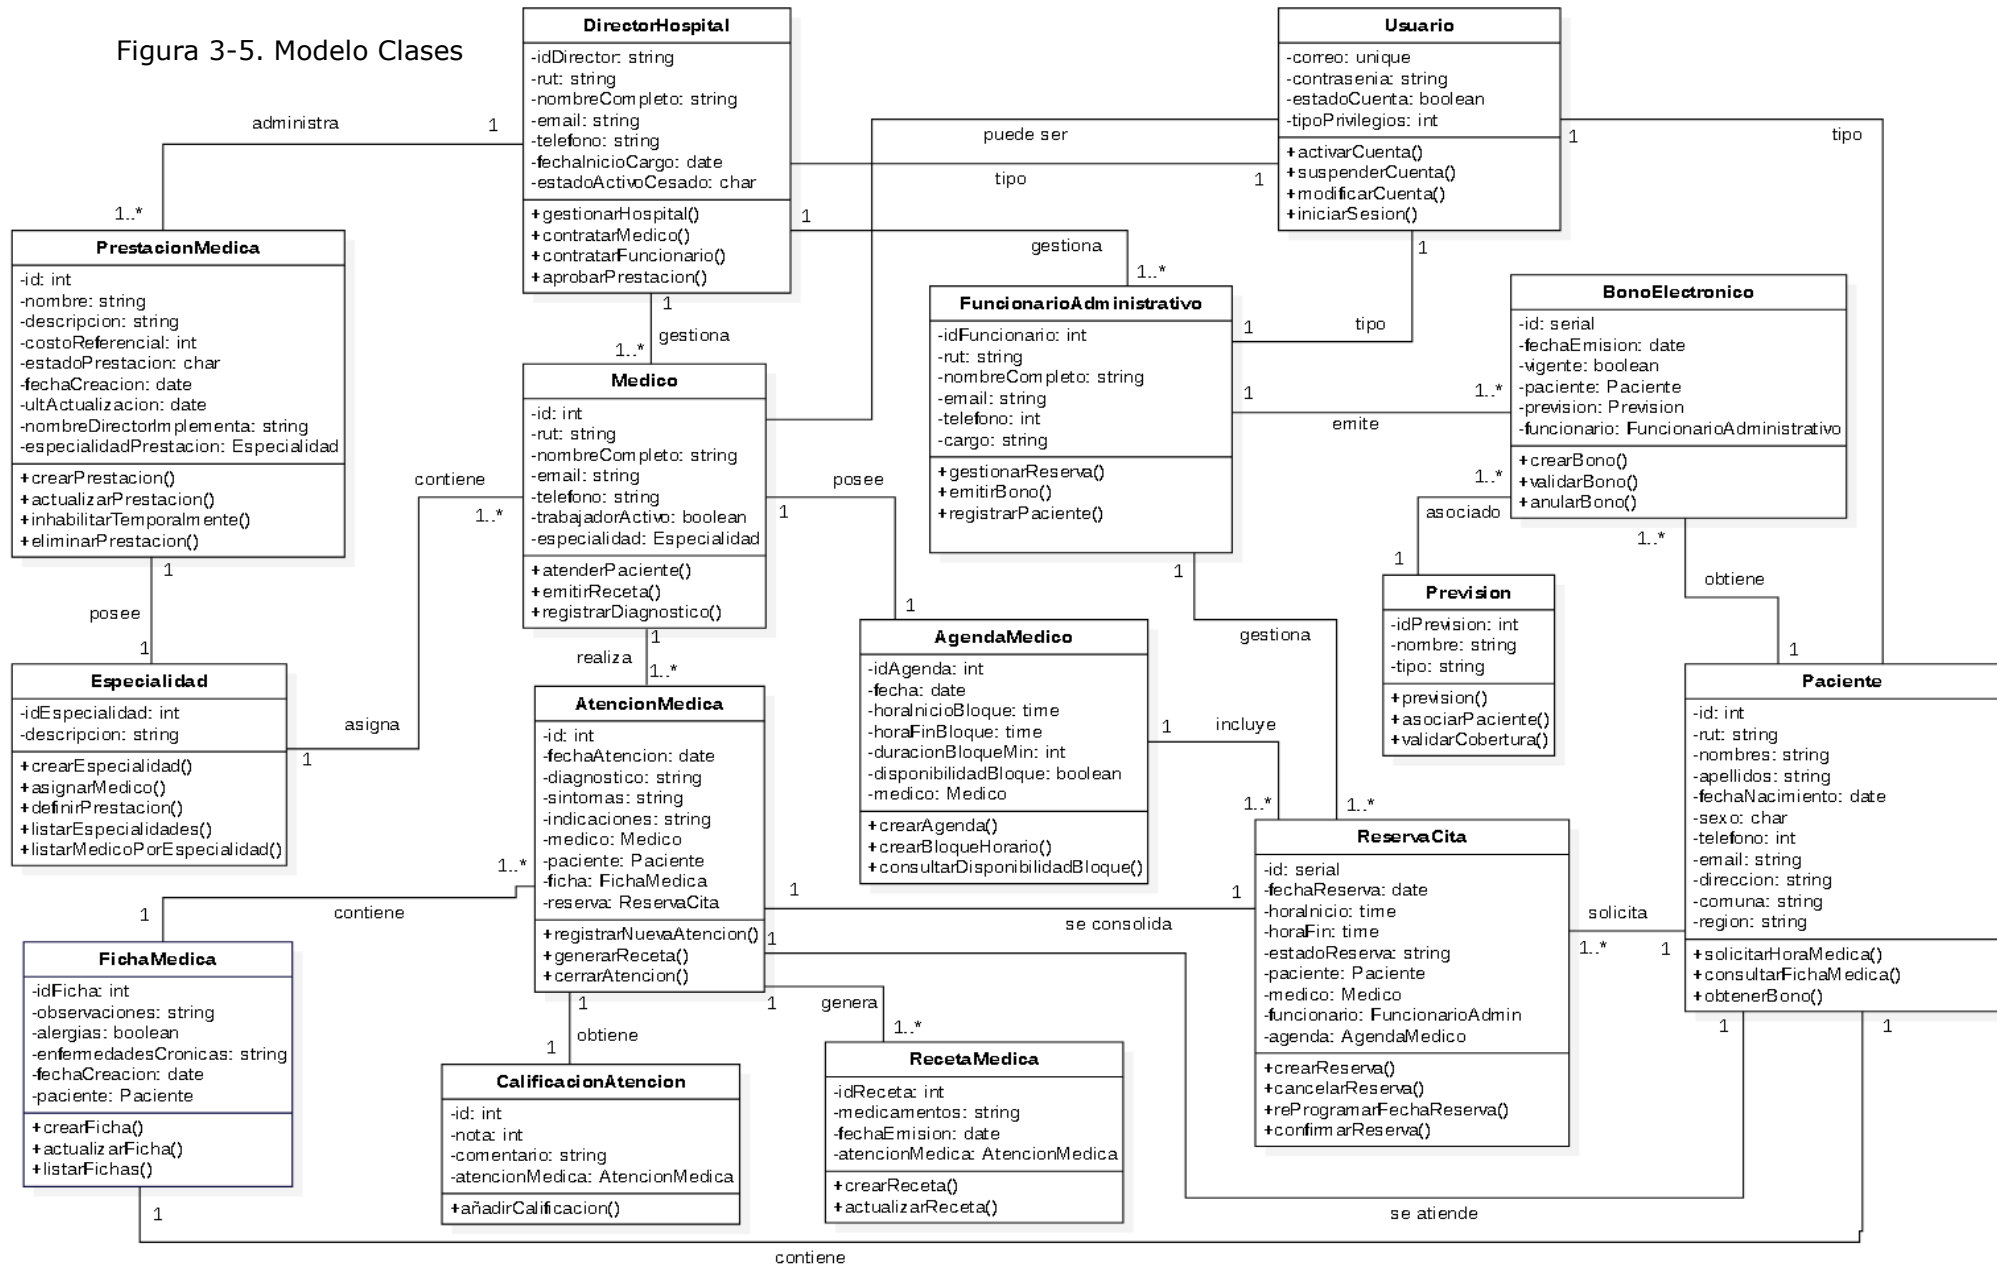 Figura 3-5. Modelo Clases
DirectorHospital
-idDirector: string
-rut: string
-nombreCompleto: string
-email: string
-telefono: string
-fechaInicioCargo: date
-estadoActivoCesado: char
+gestionarHospital()
+contratarMedico()
+contratarFuncionario()
+aprobarPrestacion()
Usuario
-correo: unique
-contrasenia: string
-estadoCuenta: boolean
-tipoPrivilegios: int
+activarCuenta()
+suspenderCuenta()
+modificarCuenta()
+iniciarSesion()
administra
1
1..*
puede ser
tipo
1
1
tipo
1
gestiona
1..*
1
tipo
1
1
gestiona
1..*
PrestacionMedica
-id: int
-nombre: string
-descripcion: string
-costoReferencial: int
-estadoPrestacion: char
-fechaCreacion: date
-ultActualizacion: date
-nombreDirectorImplementa: string
-especialidadPrestacion: Especialidad
+crearPrestacion()
+actualizarPrestacion()
+inhabilitarTemporalmente()
+eliminarPrestacion()
Medico
-id: int
-rut: string
-nombreCompleto: string
-email: string
-telefono: string
-trabajadorActivo: boolean
-especialidad: Especialidad
+atenderPaciente()
+emitirReceta()
+registrarDiagnostico()
FuncionarioAdministrativo
-idFuncionario: int
-rut: string
-nombreCompleto: string
-email: string
-telefono: int
-cargo: string
+gestionarReserva()
+emitirBono()
+registrarPaciente()
BonoElectronico
-id: serial
-fechaEmision: date
-vigente: boolean
-paciente: Paciente
-prevision: Prevision
-funcionario: FuncionarioAdministrativo
+crearBono()
+validarBono()
+anularBono()
1
1..*
emite
contiene
1..*
posee
1
1
1..*
asociado
1
1..*
obtiene
1
1
posee
1
1
gestiona
1..*
1
realiza
1..*
Prevision
-idPrevision: int
-nombre: string
-tipo: string
+prevision()
+asociarPaciente()
+validarCobertura()
Especialidad
-idEspecialidad: int
-descripcion: string
+crearEspecialidad()
+asignarMedico()
+definirPrestacion()
+listarEspecialidades()
+listarMedicoPorEspecialidad()
asigna
1
AtencionMedica
-id: int
-fechaAtencion: date
-diagnostico: string
-sintomas: string
-indicaciones: string
-medico: Medico
-paciente: Paciente
-ficha: FichaMedica
-reserva: ReservaCita
+registrarNuevaAtencion()
+generarReceta()
+cerrarAtencion()
AgendaMedico
-idAgenda: int
-fecha: date
-horaInicioBloque: time
-horaFinBloque: time
-duracionBloqueMin: int
-disponibilidadBloque: boolean
-medico: Medico
+crearAgenda()
+crearBloqueHorario()
+consultarDisponibilidadBloque()
1
incluye
1..*
Paciente
-id: int
-rut: string
-nombres: string
-apellidos: string
-fechaNacimiento: date
-sexo: char
-telefono: int
-email: string
-direccion: string
-comuna: string
-region: string
+solicitarHoraMedica()
+consultarFichaMedica()
+obtenerBono()
ReservaCita
-id: serial
-fechaReserva: date
-horaInicio: time
-horaFin: time
-estadoReserva: string
-paciente: Paciente
-medico: Medico
-funcionario: FuncionarioAdmin
-agenda: AgendaMedico
+crearReserva()
+cancelarReserva()
+reProgramarFechaReserva()
+confirmarReserva()
1..*
contiene
1
1
1
se consolida
solicita
1..*
1
1
1
genera
1..*
1
obtiene
1
1
1
FichaMedica
-idFicha: int
-observaciones: string
-alergias: boolean
-enfermedadesCronicas: string
-fechaCreacion: date
-paciente: Paciente
+crearFicha()
+actualizarFicha()
+listarFichas()
CalificacionAtencion
-id: int
-nota: int
-comentario: string
-atencionMedica: AtencionMedica
+añadirCalificacion()
RecetaMedica
-idReceta: int
-medicamentos: string
-fechaEmision: date
-atencionMedica: AtencionMedica
+crearReceta()
+actualizarReceta()
1
se atiende
contiene